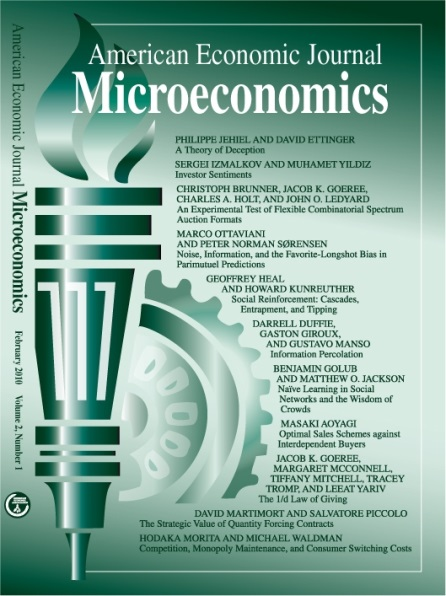 American Economic Journal Microeconomics
February 2010 Volume 2, Number 1
American Economic Journal
Microeconomics
PHILIPPE JEHIEL AND DAVID ETTINGER
A Theory of Deception
SERGEI IZMALKOV AND MUHAMET YILDIZ
Investor Sentiments
CHRISTOPH BRUNNER, JACOB K. GOEREE,
CHARLES A. HOLT, AND JOHN O. LEDYARD
An Experimental Test of Flexible Combinatorial Spectrum
Auction Formats
MARCO OTTAVIANI
AND PETER NORMAN SØRENSEN
Noise, Information, and the Favorite-Longshot Bias in
Parimutuel Predictions
GEOFFREY HEAL
AND HOWARD KUNREUTHER
Social Reinforcement: Cascades,
Entrapment, and Tipping
DARRELL DUFFIE,
GASTON GIROUX,
AND GUSTAVO MANSO
Information Percolation
BENJAMIN GOLUB
AND MATTHEW O. JACKSON
Naïve Learning in Social
Networks and the Wisdom of
Crowds
MASAKI AOYAGI
Optimal Sales Schemes against
Interdependent Buyers
JACOB K. GOEREE,
MARGARET MCCONNELL,
TIFFANY MITCHELL, TRACEY
TROMP, AND LEEAT YARIV
The 1/d Law of Giving
DAVID MARTIMORT AND SALVATORE PICCOLO
The Strategic Value of Quantity Forcing Contracts
HODAKA MORITA AND MICHAEL WALDMAN
Competition, Monopoly Maintenance, and Consumer Switching Costs